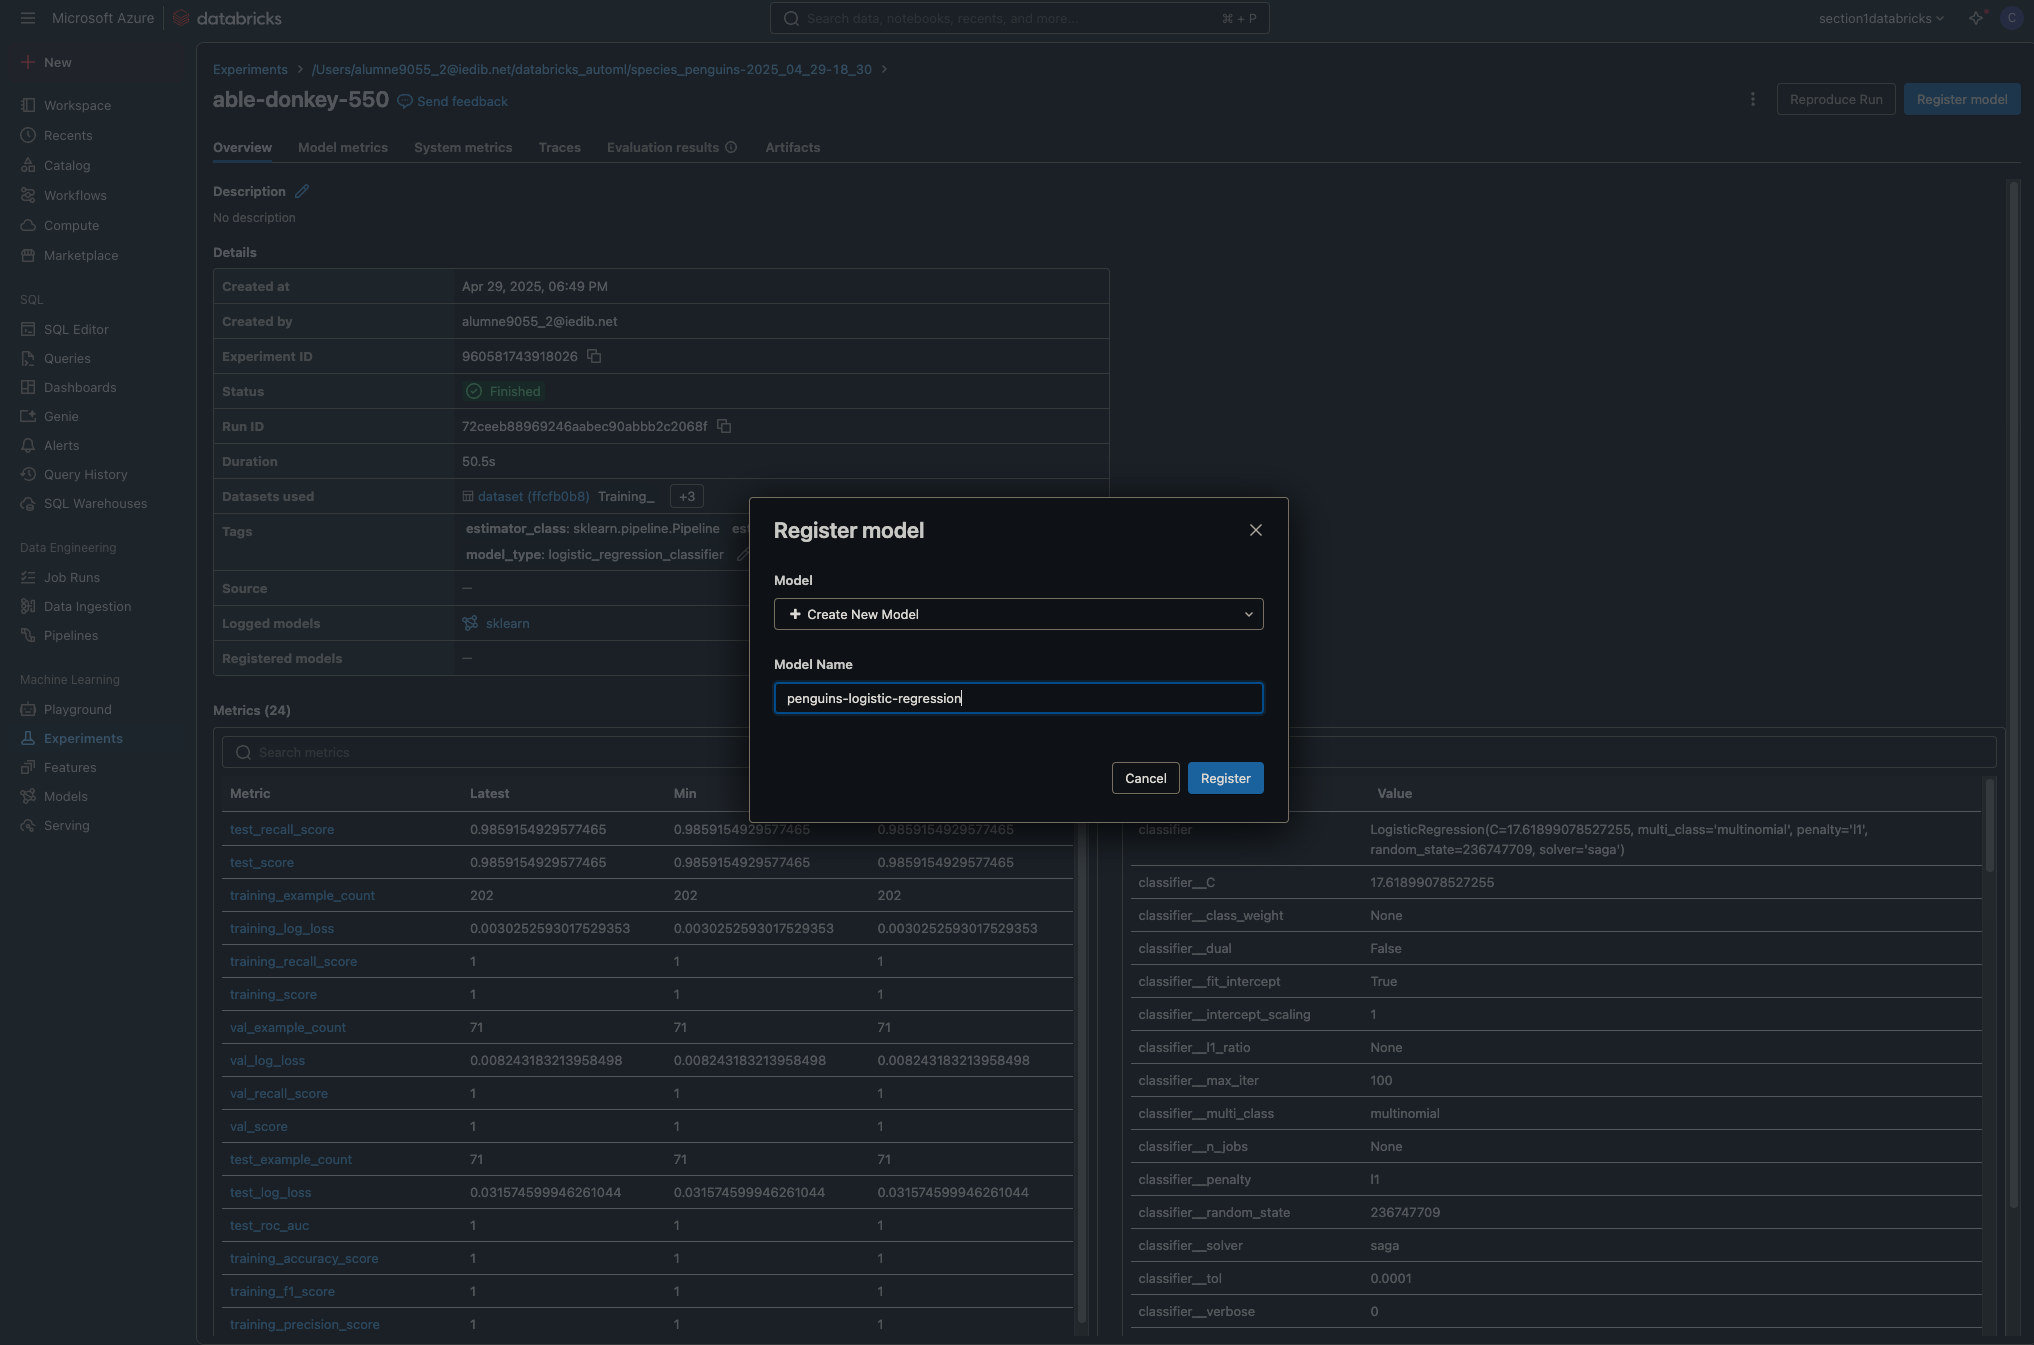 Microsoft Azure databricks
Search data, notebooks, recents, and more... ⌘ + P
section1databricks
C
New
Workspace
Recents
Catalog
Workflows
Compute
Marketplace
SQL
SQL Editor
Queries
Dashboards
Genie
Alerts
Query History
SQL Warehouses
Data Engineering
Job Runs
Data Ingestion
Pipelines
Machine Learning
Playground
Experiments
Features
Models
Serving
Experiments > /Users/alumne9055_2@iedib.net/databricks_automl/species_penguins-2025_04_29-18_30 >
able-donkey-550 Send feedback
Reproduce Run Register model
Overview Model metrics System metrics Traces Evaluation results Artifacts
Description
No description
Details
Created at Apr 29, 2025, 06:49 PM
Created by alumne9055_2@iedib.net
Experiment ID 960581743918026
Status Finished
Run ID 72ceeb88969246aabec90abbb2c2068f
Duration 50.5s
Datasets used dataset (ffcfb0b8) Training_ +3
Tags estimator_class: sklearn.pipeline.Pipeline est
model_type: logistic_regression_classifier
Source —
Logged models sklearn
Registered models —
Register model
Model
+ Create New Model
Model Name
penguins-logistic-regression
Cancel Register
Metrics (24)
Search metrics
Metric Latest Min
test_recall_score 0.9859154929577465 0.9859154929577465 0.9859154929577465
test_score 0.9859154929577465 0.9859154929577465 0.9859154929577465
training_example_count 202 202 202
training_log_loss 0.0030252593017529353 0.0030252593017529353 0.0030252593017529353
training_recall_score 1 1 1
training_score 1 1 1
val_example_count 71 71 71
val_log_loss 0.008243183213958498 0.008243183213958498 0.008243183213958498
val_recall_score 1 1 1
val_score 1 1 1
test_example_count 71 71 71
test_log_loss 0.031574599946261044 0.031574599946261044 0.031574599946261044
test_roc_auc 1 1 1
training_accuracy_score 1 1 1
training_f1_score 1 1 1
training_precision_score 1 1 1
Value
classifier LogisticRegression(C=17.61899078527255, multi_class='multinomial', penalty='l1',
random_state=236747709, solver='saga')
classifier__C 17.61899078527255
classifier__class_weight None
classifier__dual False
classifier__fit_intercept True
classifier__intercept_scaling 1
classifier__l1_ratio None
classifier__max_iter 100
classifier__multi_class multinomial
classifier__n_jobs None
classifier__penalty l1
classifier__random_state 236747709
classifier__solver saga
classifier__tol 0.0001
classifier__verbose 0